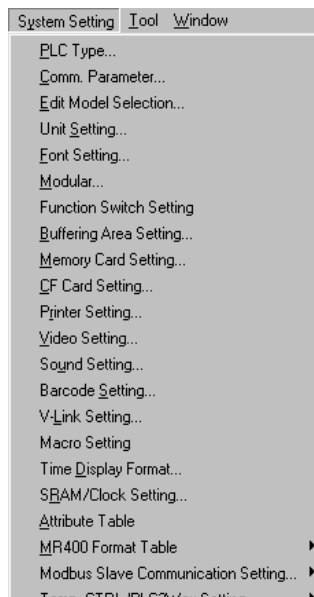 System Setting Tool Window
PLC Type...
Comm. Parameter...
Edit Model Selection...
Unit Setting...
Font Setting...
Modular...
Function Switch Setting
Buffering Area Setting...
Memory Card Setting...
CF Card Setting...
Printer Setting...
Video Setting...
Sound Setting...
Barcode Setting...
V-Link Setting...
Macro Setting
Time Display Format...
SRAM/Clock Setting...
Attribute Table
MR400 Format Table
Modbus Slave Communication Setting...